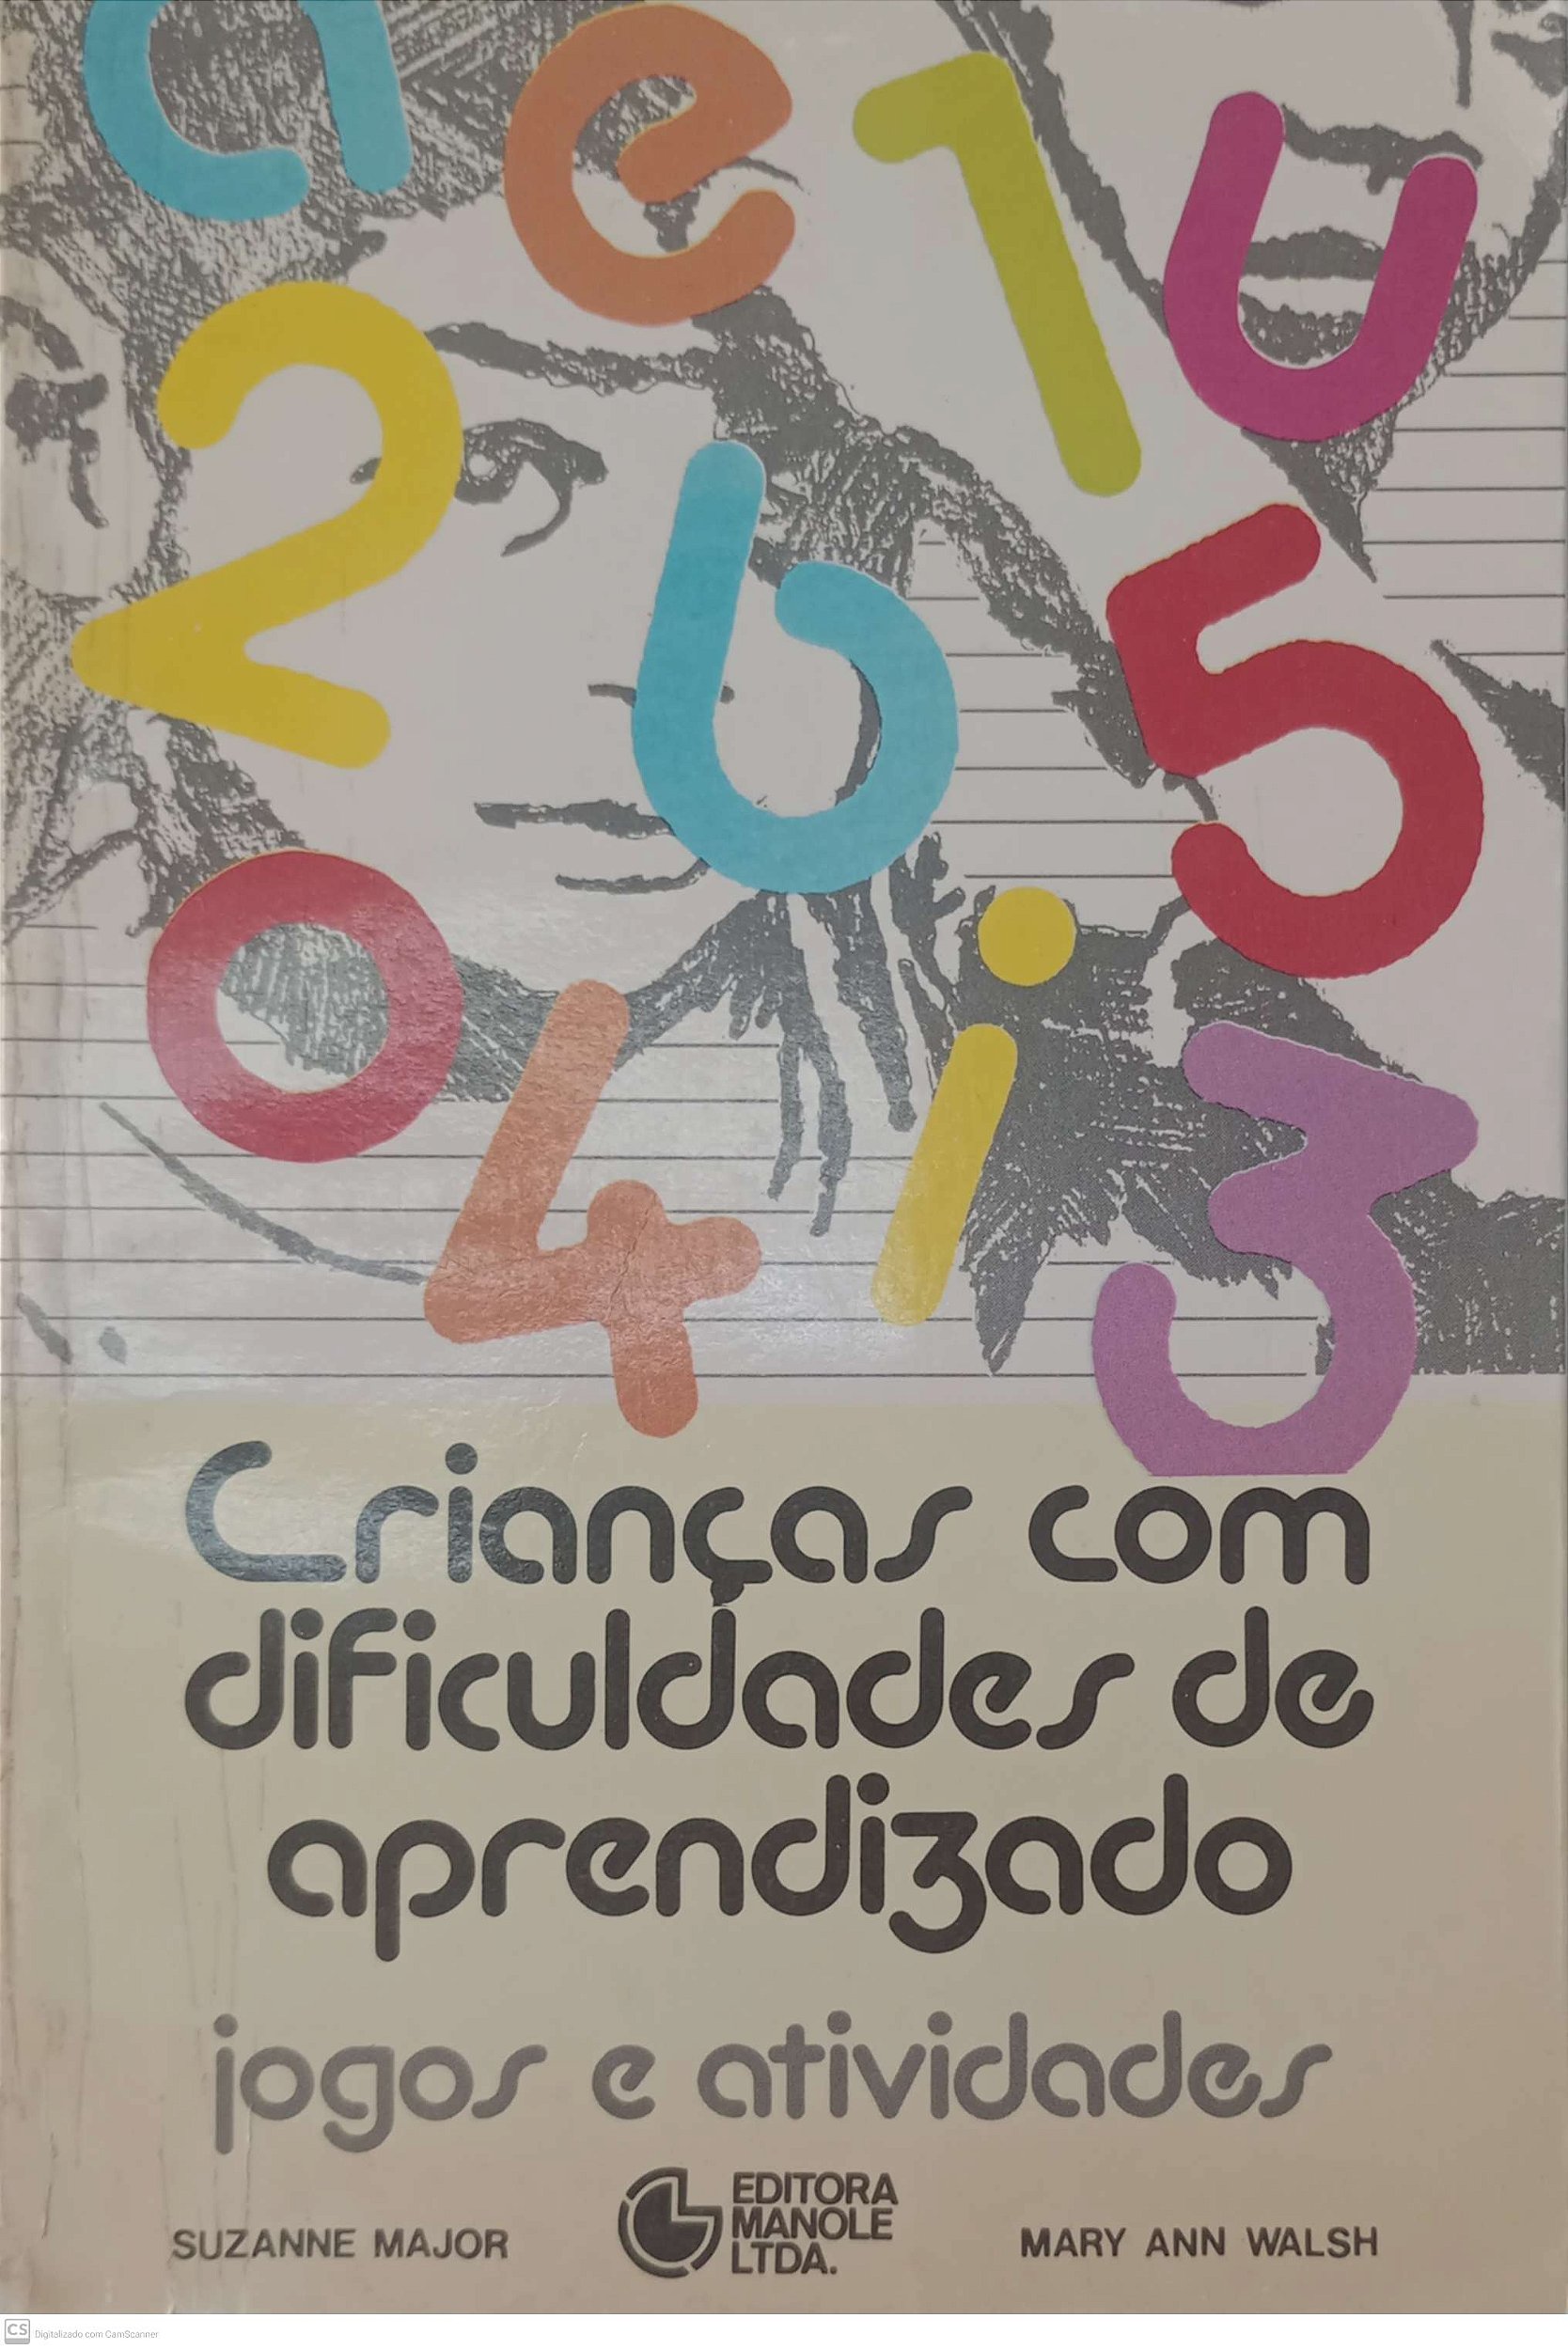 a e 1 u
2 6 5
o 4 i 3
Crianças com
dificuldades de
aprendizado
jogos e atividades
SUZANNE MAJOR
EDITORA
MANOLE
LTDA.
MARY ANN WALSH
CS Digitalizado com CamScanner